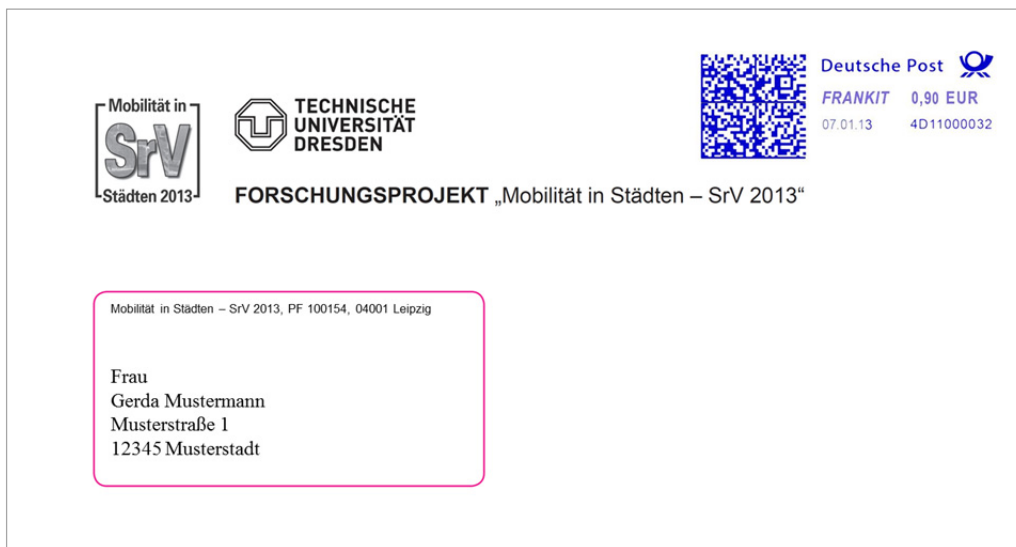 Mobilität in
SrV
Städten 2013
TECHNISCHE
UNIVERSITÄT
DRESDEN
Deutsche Post
FRANKIT 0,90 EUR
07.01.13 4D11000032
FORSCHUNGSPROJEKT „Mobilität in Städten – SrV 2013“
Mobilität in Städten – SrV 2013, PF 100154, 04001 Leipzig
Frau
Gerda Mustermann
Musterstraße 1
12345 Musterstadt